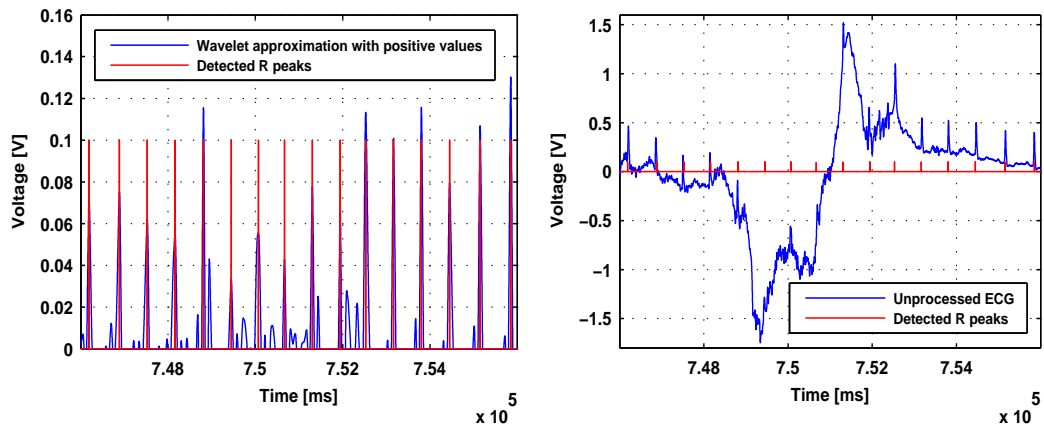 0.16
0.14
0.12
0.1
0.08
0.06
0.04
0.02
0
Voltage [V]
Wavelet approximation with positive values
Detected R peaks
7.48
7.5
7.52
7.54
Time [ms]
x 10
5
1.5
1
0.5
0
−0.5
−1
−1.5
Voltage [V]
Unprocessed ECG
Detected R peaks
7.48
7.5
7.52
7.54
Time [ms]
x 10
5